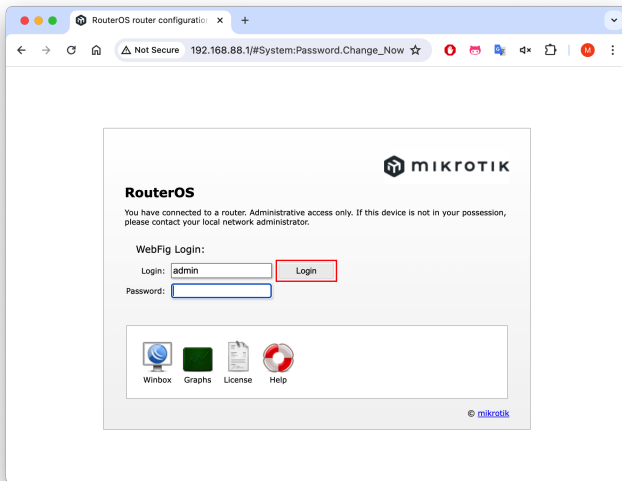 RouterOS router configuration
Not Secure 192.168.88.1/#System:Password.Change_Now
M
mikrotik
RouterOS
You have connected to a router. Administrative access only. If this device is not in your possession,
please contact your local network administrator.
WebFig Login:
Login: admin Login
Password:
Winbox Graphs License Help
© mikrotik